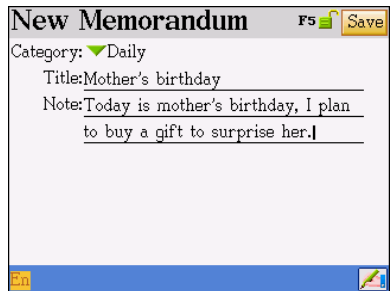 New Memorandum F5 Save
Category: Daily
Title: Mother's birthday
Note: Today is mother's birthday, I plan
to buy a gift to surprise her.
En